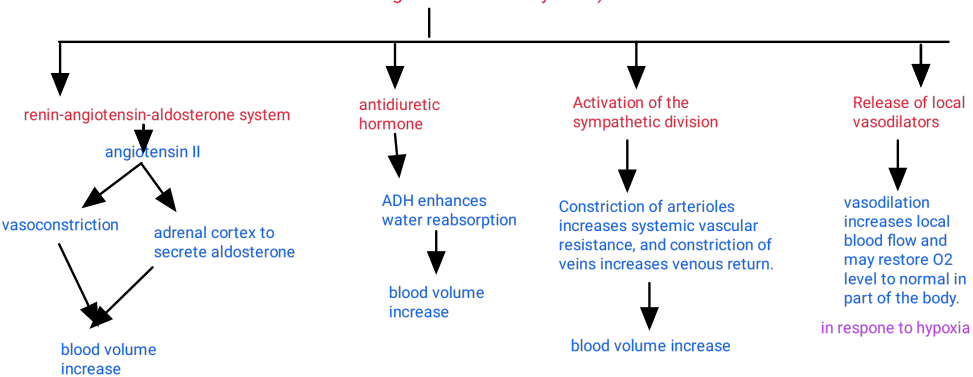 renin-angiotensin-aldosterone system
angiotensin II
vasoconstriction
adrenal cortex to
secrete aldosterone
blood volume
increase
antidiuretic
hormone
ADH enhances
water reabsorption
blood volume
increase
Activation of the
sympathetic division
Constriction of arterioles
increases systemic vascular
resistance, and constriction of
veins increases venous return.
blood volume increase
Release of local
vasodilators
vasodilation
increases local
blood flow and
may restore O2
level to normal in
part of the body.
in respone to hypoxia